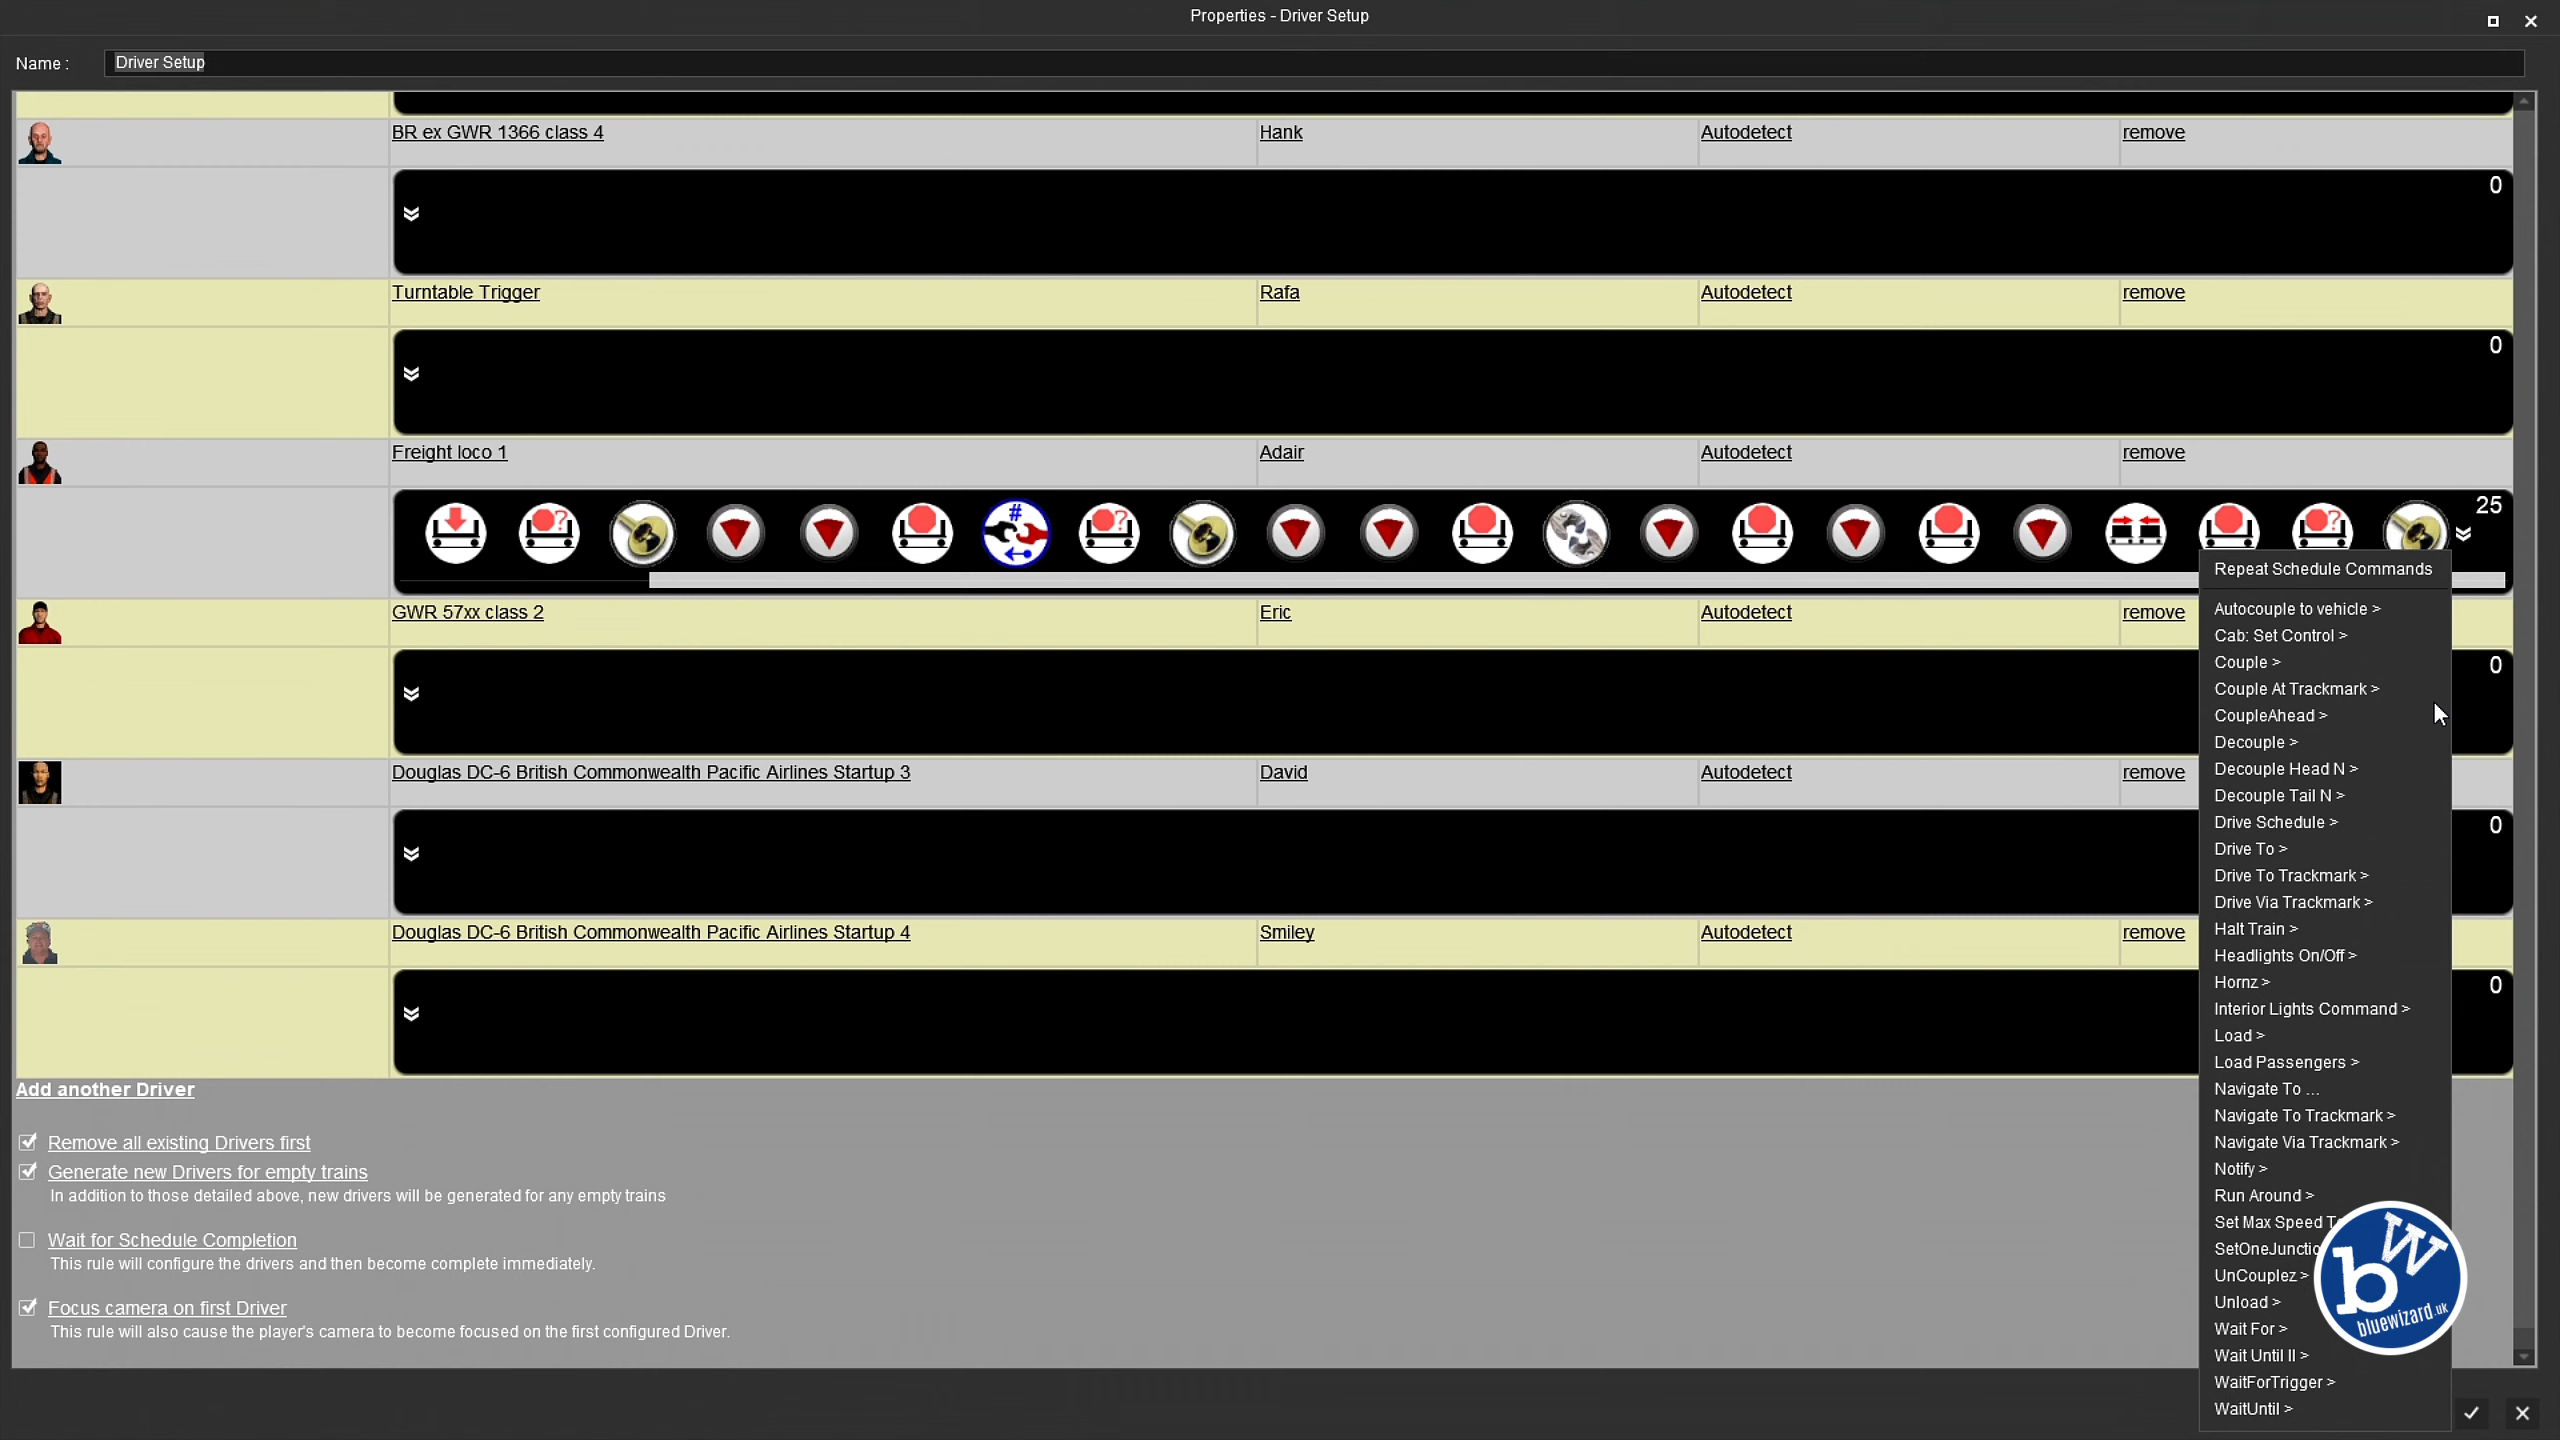 Properties - Driver Setup
Name :
Driver Setup
BR ex GWR 1366 class 4 Hank Autodetect remove
0
Turntable Trigger Rafa Autodetect remove
0
Freight loco 1 Adair Autodetect remove
25
#
?
?
?
GWR 57xx class 2 Eric Autodetect remove
0
Douglas DC-6 British Commonwealth Pacific Airlines Startup 3 David Autodetect remove
0
Douglas DC-6 British Commonwealth Pacific Airlines Startup 4 Smiley Autodetect remove
0
Add another Driver
Remove all existing Drivers first
Generate new Drivers for empty trains
In addition to those detailed above, new drivers will be generated for any empty trains
Wait for Schedule Completion
This rule will configure the drivers and then become complete immediately.
Focus camera on first Driver
This rule will also cause the player's camera to become focused on the first configured Driver.
Repeat Schedule Commands
Autocouple to vehicle >
Cab: Set Control >
Couple >
Couple At Trackmark >
CoupleAhead >
Decouple >
Decouple Head N >
Decouple Tail N >
Drive Schedule >
Drive To >
Drive To Trackmark >
Drive Via Trackmark >
Halt Train >
Headlights On/Off >
Hornz >
Interior Lights Command >
Load >
Load Passengers >
Navigate To ...
Navigate To Trackmark >
Navigate Via Trackmark >
Notify >
Run Around >
Set Max Speed
SetOneJunctio
UnCouplez >
Unload >
Wait For >
Wait Until II >
WaitForTrigger >
WaitUntil >
bw
bluewizard.uk